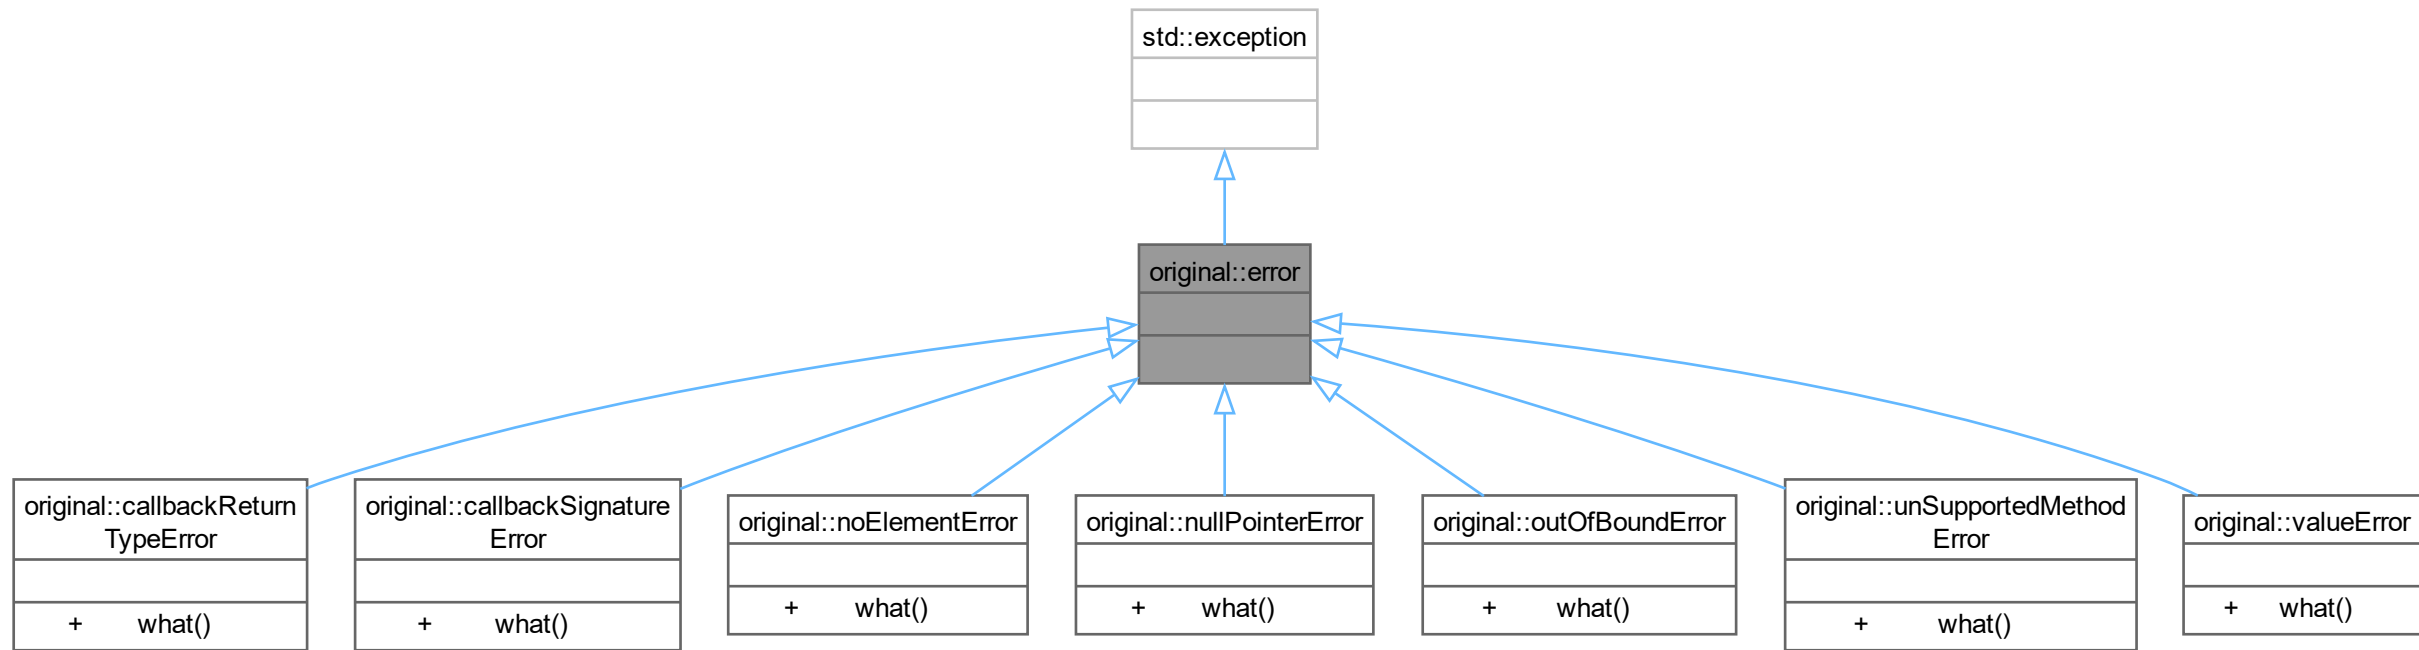 std::exception
original::error
original::callbackReturn
TypeError
+ what()
original::callbackSignature
Error
+ what()
original::noElementError
+ what()
original::nullPointerError
+ what()
original::outOfBoundError
+ what()
original::unSupportedMethod
Error
+ what()
original::valueError
+ what()